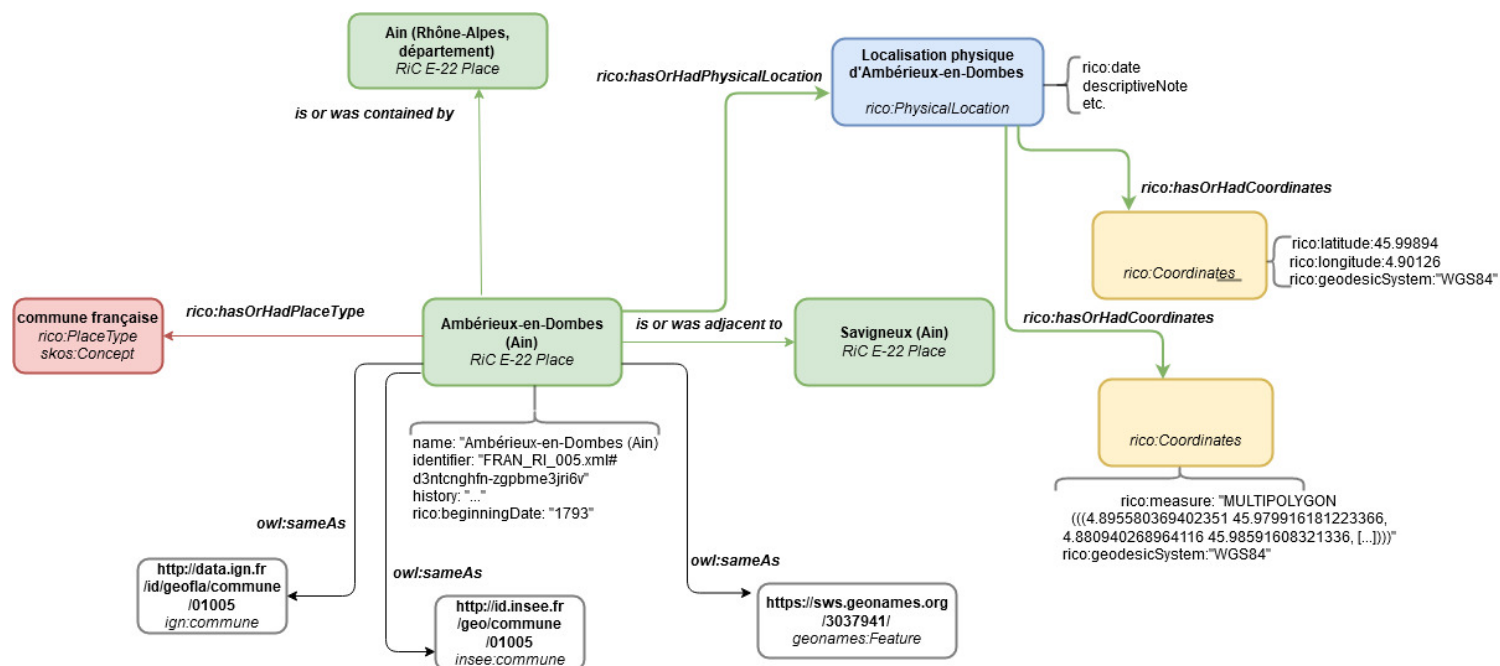 Ain (Rhône-Alpes,
département)
RiC E-22 Place
is or was contained by
rico:hasOrHadPhysicalLocation
Localisation physique
d'Ambérieux-en-Dombes
rico:PhysicalLocation
rico:date
descriptiveNote
etc.
rico:hasOrHadCoordinates
rico:Coordinates
rico:latitude:45.99894
rico:longitude:4.90126
rico:geodesicSystem:"WGS84"
commune française
rico:PlaceType
skos:Concept
rico:hasOrHadPlaceType
Ambérieux-en-Dombes
(Ain)
RiC E-22 Place
is or was adjacent to
Savigneux (Ain)
RiC E-22 Place
rico:hasOrHadCoordinates
rico:Coordinates
name: "Ambérieux-en-Dombes (Ain)
identifier: "FRAN_RI_005.xml#
d3ntcnghfn-zgpbme3jri6v"
history: "..."
rico:beginningDate: "1793"
rico:measure: "MULTIPOLYGON
(((4.895580369402351 45.979916181223366,
4.880940268964116 45.98591608321336, [...])))"
rico:geodesicSystem:"WGS84"
owl:sameAs
http://data.ign.fr
/id/geofla/commune
/01005
ign:commune
owl:sameAs
http://id.insee.fr
/geo/commune
/01005
insee:commune
owl:sameAs
https://sws.geonames.org
/3037941/
geonames:Feature